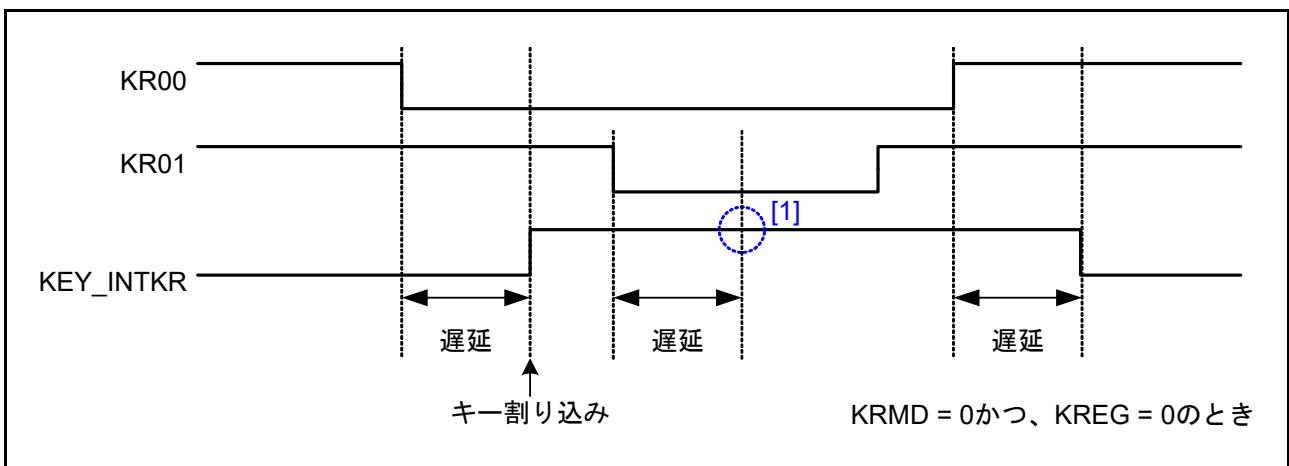 KR00
KR01
[1]
KEY_INTKR
遅延 遅延 遅延
キー割り込み
KRMD = 0かつ、KREG = 0のとき